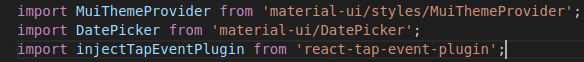 import MuiThemeProvider from 'material-ui/styles/MuiThemeProvider';
import DatePicker from 'material-ui/DatePicker';
import injectTapEventPlugin from 'react-tap-event-plugin';